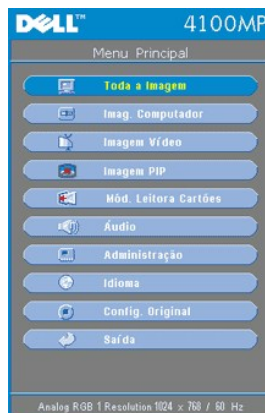 DELL™ 4100MP
Menu Principal
Toda a Imagem
Imag. Computador
Imagem Vídeo
Imagem PIP
Mód. Leitora Cartões
Áudio
Administração
Idioma
Config. Original
Saída
Analog RGB 1 Resolution 1024 x 768 / 60 Hz